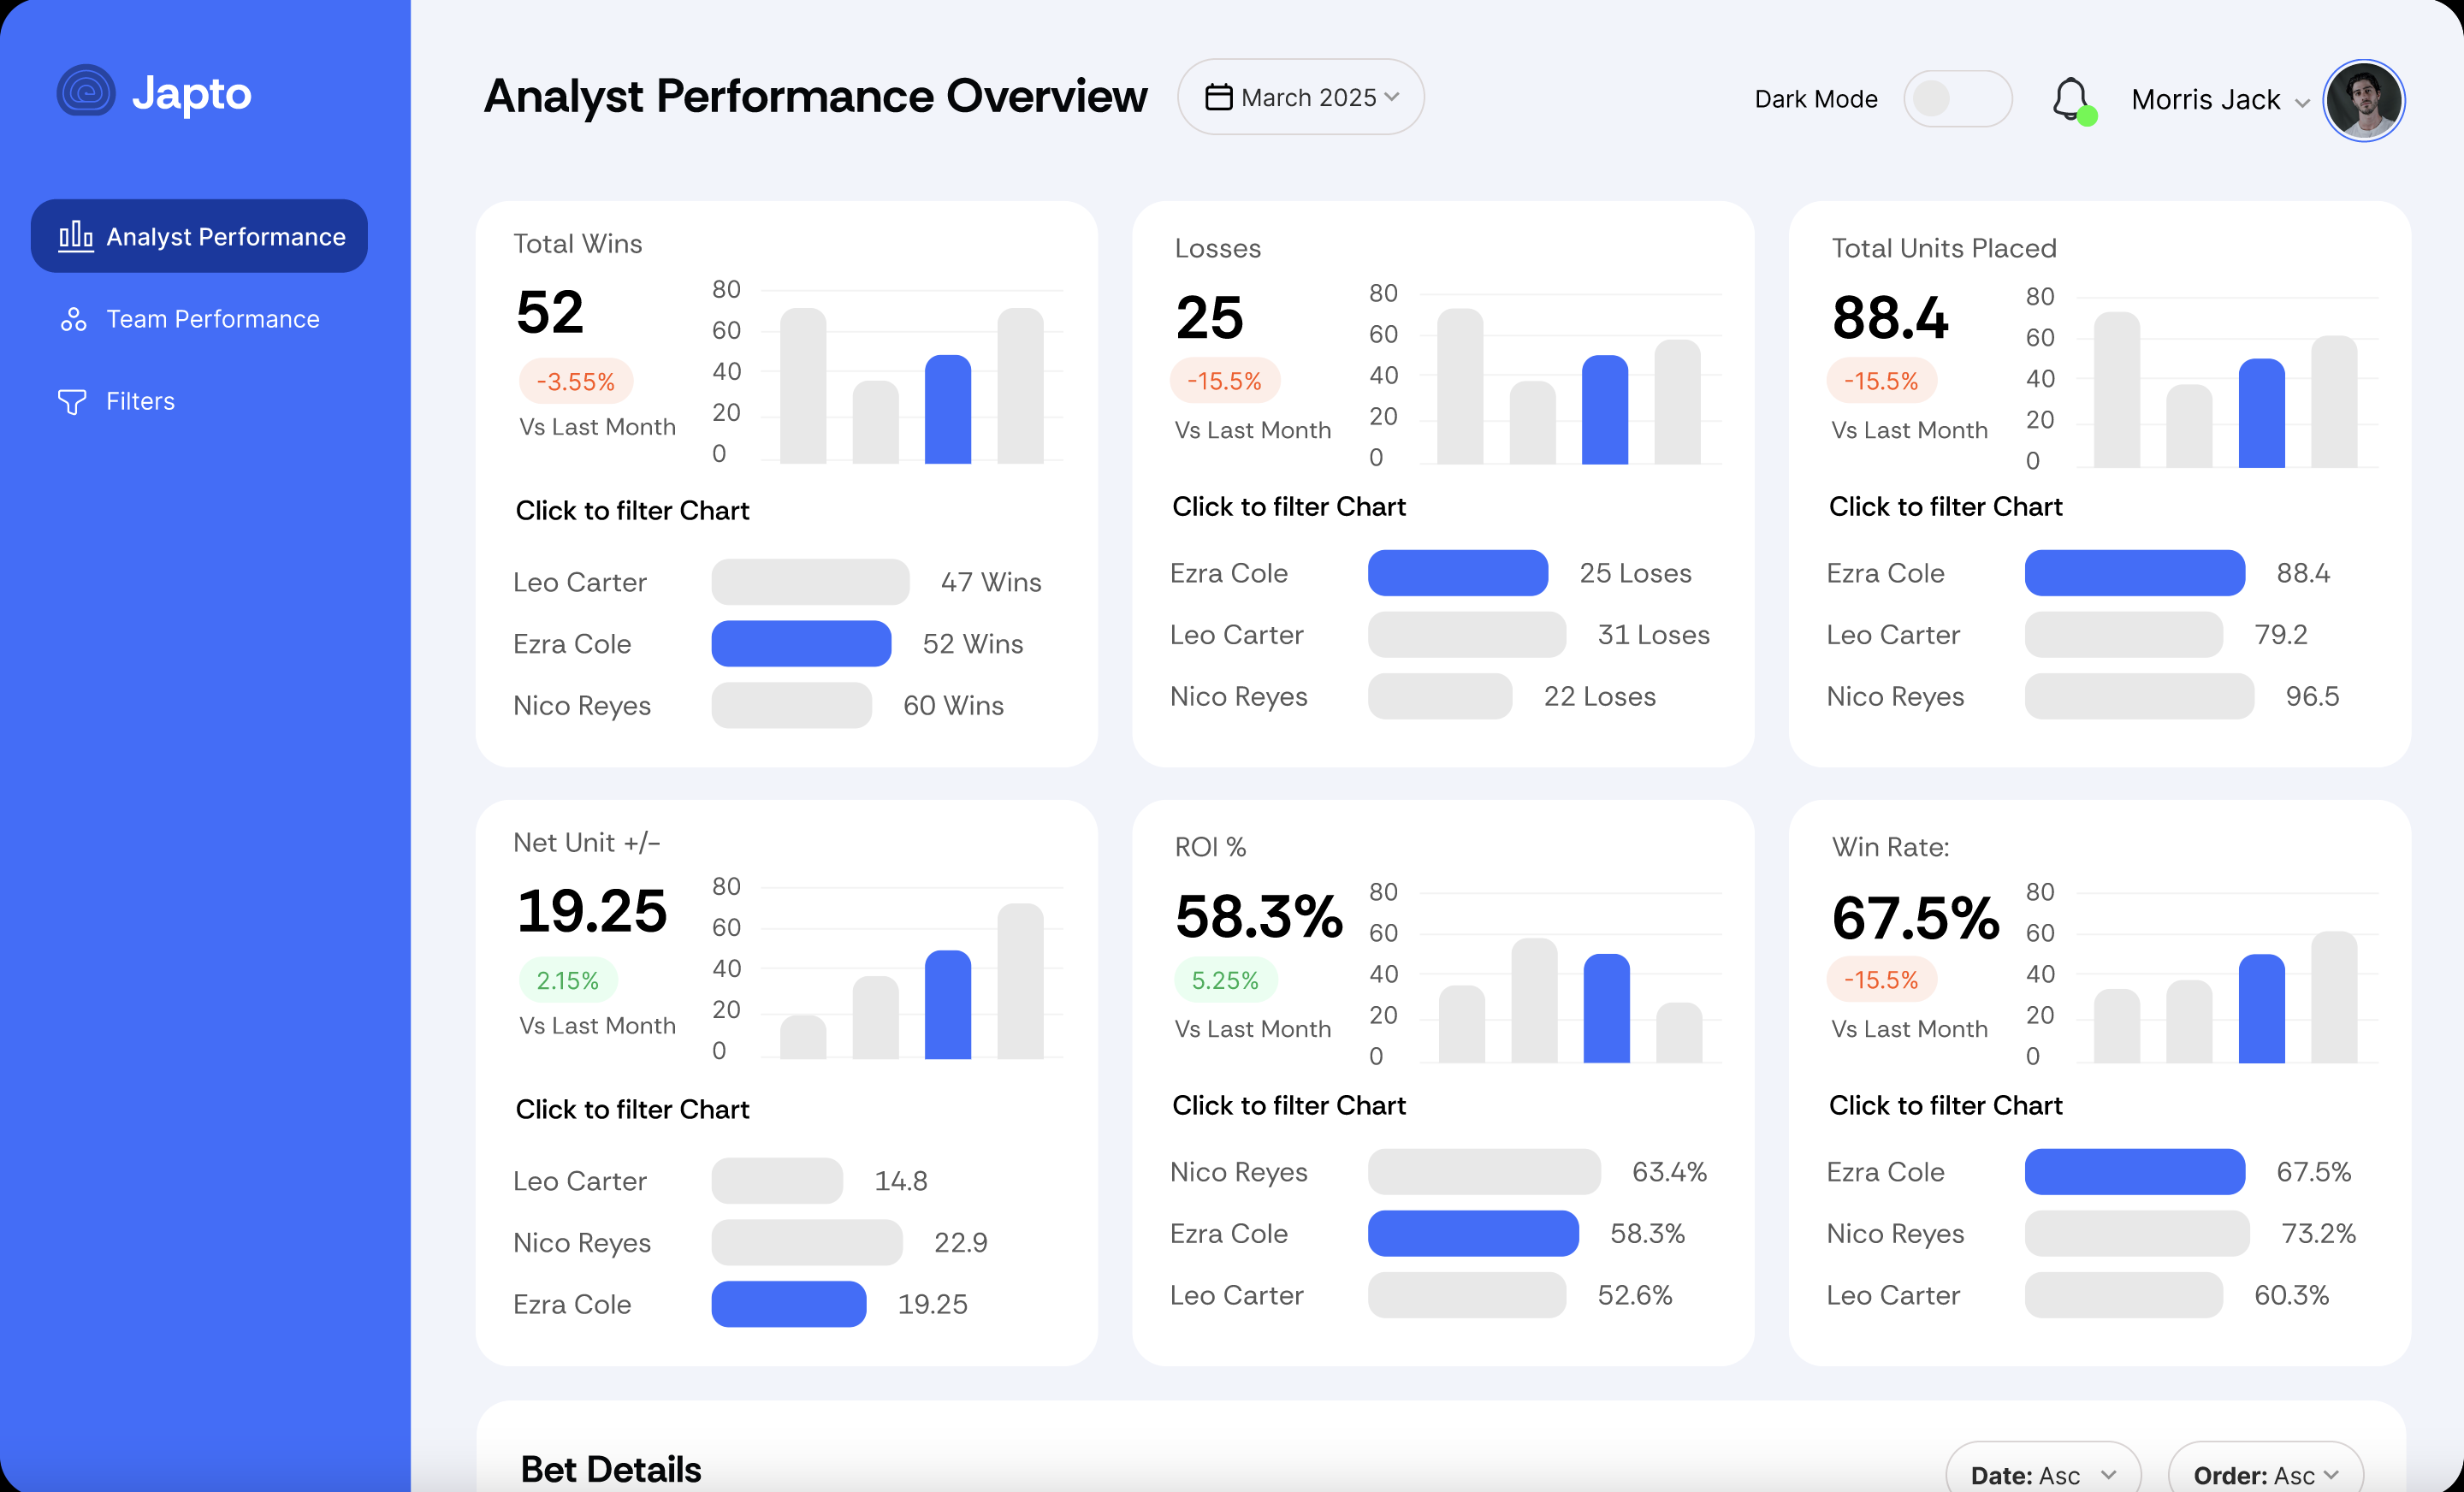 Japto
Analyst Performance
Team Performance
Filters
Analyst Performance Overview
March 2025
Dark Mode
Morris Jack
Total Wins
52
-3.55%
Vs Last Month
80
60
40
20
0
Click to filter Chart
Leo Carter 47 Wins
Ezra Cole 52 Wins
Nico Reyes 60 Wins
Losses
25
-15.5%
Vs Last Month
80
60
40
20
0
Click to filter Chart
Ezra Cole 25 Loses
Leo Carter 31 Loses
Nico Reyes 22 Loses
Total Units Placed
88.4
-15.5%
Vs Last Month
80
60
40
20
0
Click to filter Chart
Ezra Cole 88.4
Leo Carter 79.2
Nico Reyes 96.5
Net Unit +/-
19.25
2.15%
Vs Last Month
80
60
40
20
0
Click to filter Chart
Leo Carter 14.8
Nico Reyes 22.9
Ezra Cole 19.25
ROI %
58.3%
5.25%
Vs Last Month
80
60
40
20
0
Click to filter Chart
Nico Reyes 63.4%
Ezra Cole 58.3%
Leo Carter 52.6%
Win Rate:
67.5%
-15.5%
Vs Last Month
80
60
40
20
0
Click to filter Chart
Ezra Cole 67.5%
Nico Reyes 73.2%
Leo Carter 60.3%
Bet Details
Date: Asc
Order: Asc